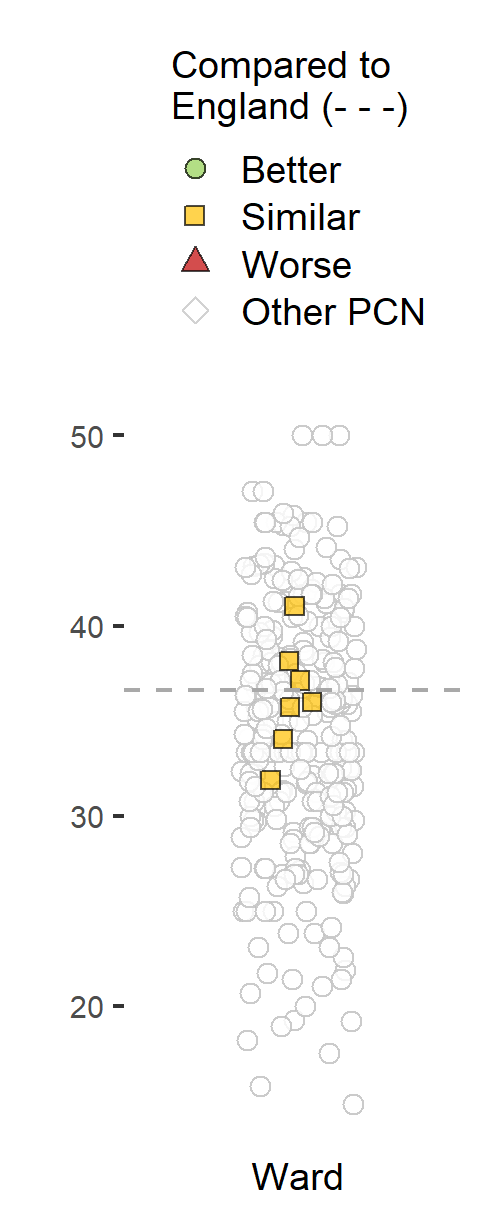 Compared to
England (- - -)
Better
Similar
Worse
Other PCN
50
40
30
20
Ward